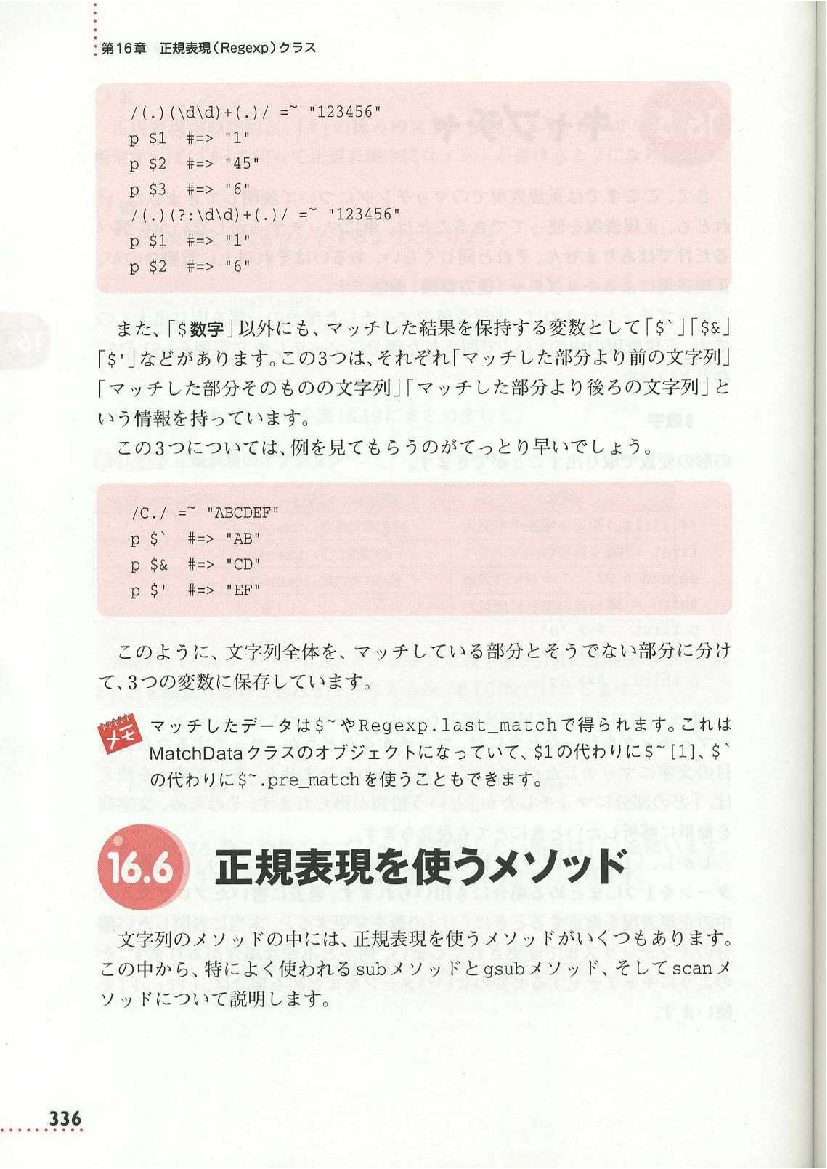 第16章 正規表現(Regexp)クラス
/(.)(\d\d)+(.)/ =~ "123456"
p $1 #=> "1"
p $2 #=> "45"
p $3 #=> "6"
/(.)(?:\d\d)+(.)/ =~ "123456"
p $1 #=> "1"
p $2 #=> "6"
また、「$数字」以外にも、マッチした結果を保持する変数として「$`」「$&」
「$'」などがあります。この3つは、それぞれ「マッチした部分より前の文字列」
「マッチした部分そのものの文字列」「マッチした部分より後ろの文字列」と
いう情報を持っています。
この3つについては、例を見てもらうのがてっとり早いでしょう。
/C./ =~ "ABCDEF"
p $` #=> "AB"
p $& #=> "CD"
p $' #=> "EF"
このように、文字列全体を、マッチしている部分とそうでない部分に分け
て、3つの変数に保存しています。
メモ マッチしたデータは$~やRegexp.last_matchで得られます。これは
MatchDataクラスのオブジェクトになっていて、$1の代わりに$~[1]、$`
の代わりに$~.pre_matchを使うこともできます。
16.6 正規表現を使うメソッド
文字列のメソッドの中には、正規表現を使うメソッドがいくつもあります。
この中から、特によく使われるsubメソッドとgsubメソッド、そしてscanメ
ソッドについて説明します。
336